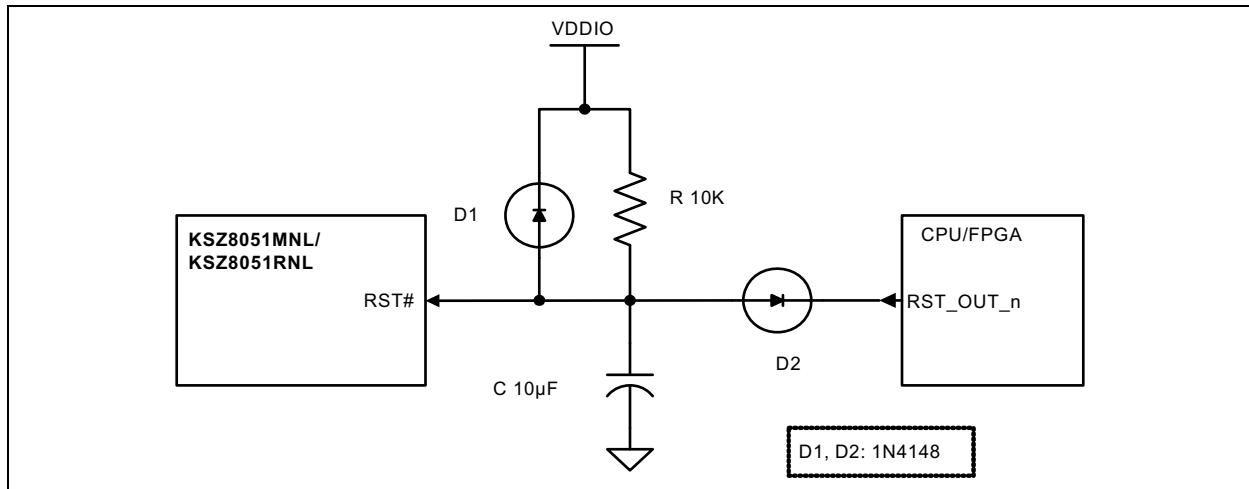 VDDIO
D1
R 10K
KSZ8051MNL/
KSZ8051RNL
CPU/FPGA
RST#
RST_OUT_n
D2
C 10µF
D1, D2: 1N4148